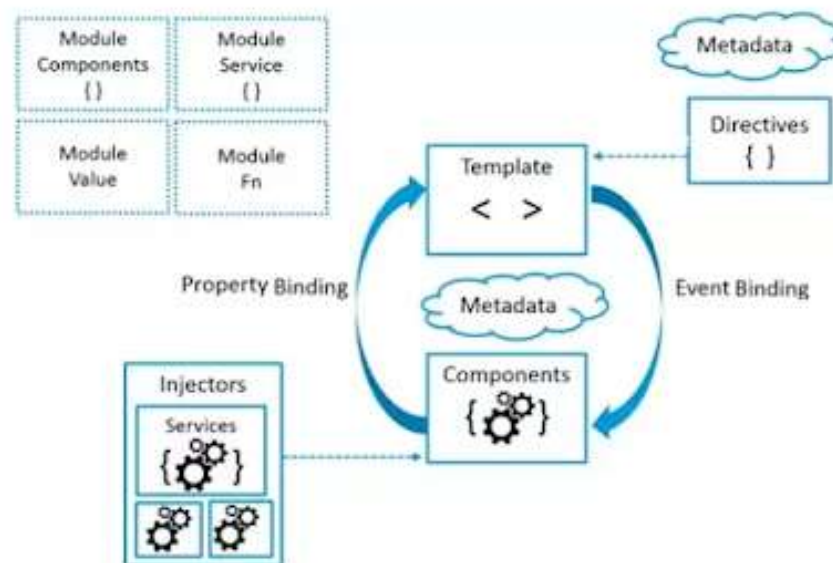 Module
Components
{ }
Module
Service
{ }
Module
Value
Module
Fn
Metadata
Directives
{ }
Template
< >
Property Binding
Metadata
Event Binding
Components
{ }
Injectors
Services
{ }